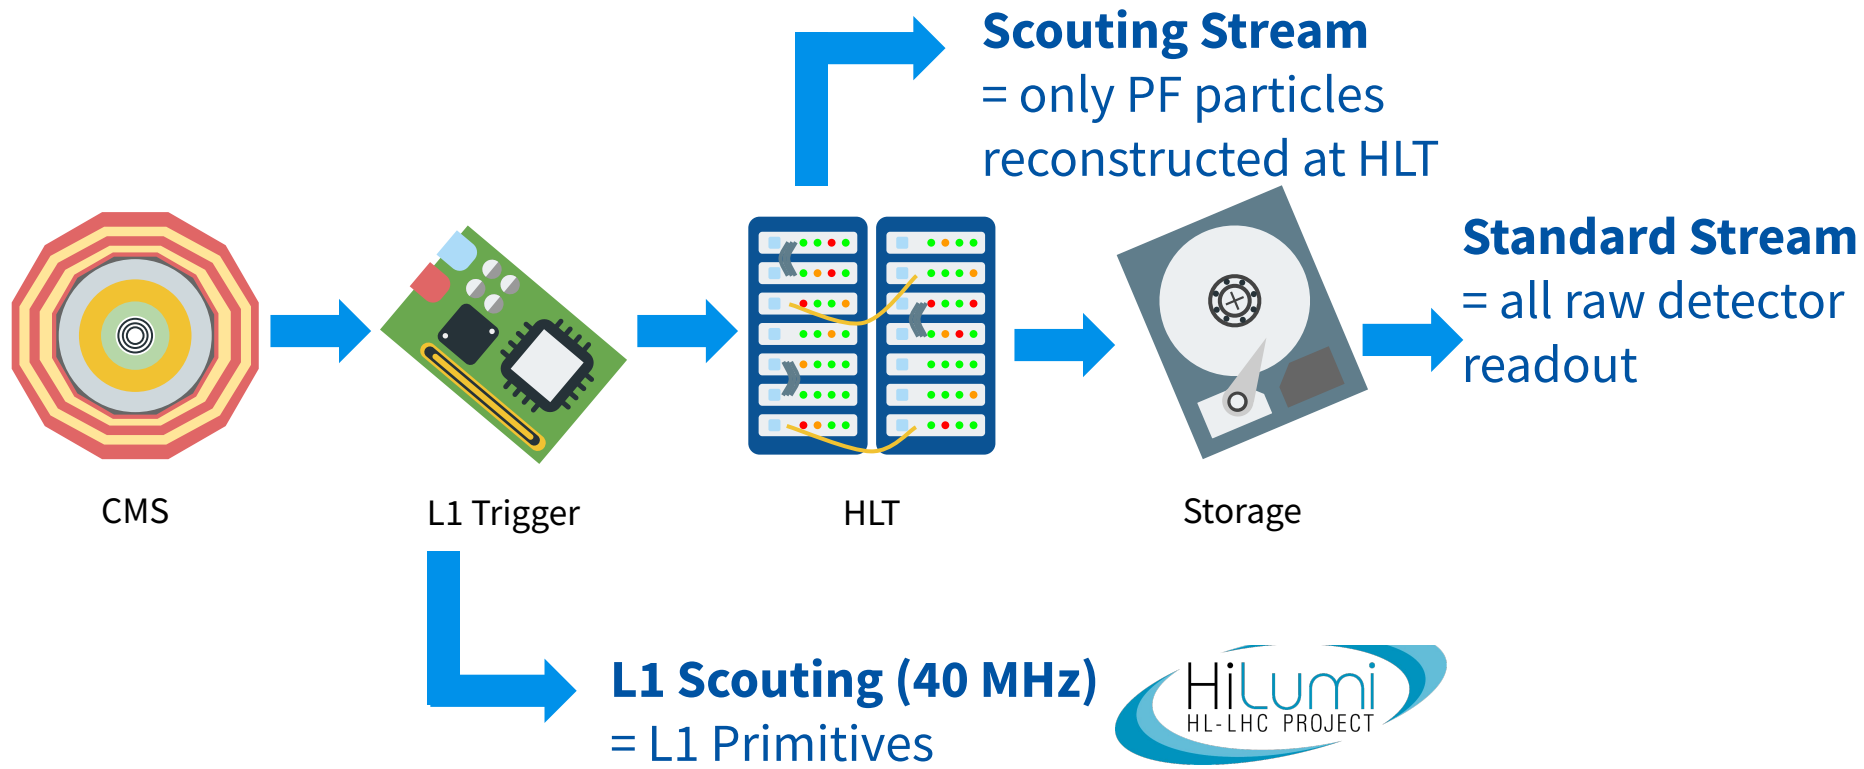 Scouting Stream
= only PF particles
reconstructed at HLT
Standard Stream
= all raw detector
readout
CMS
L1 Trigger
HLT
Storage
L1 Scouting (40 MHz)
= L1 Primitives
HiLumi
HL-LHC PROJECT